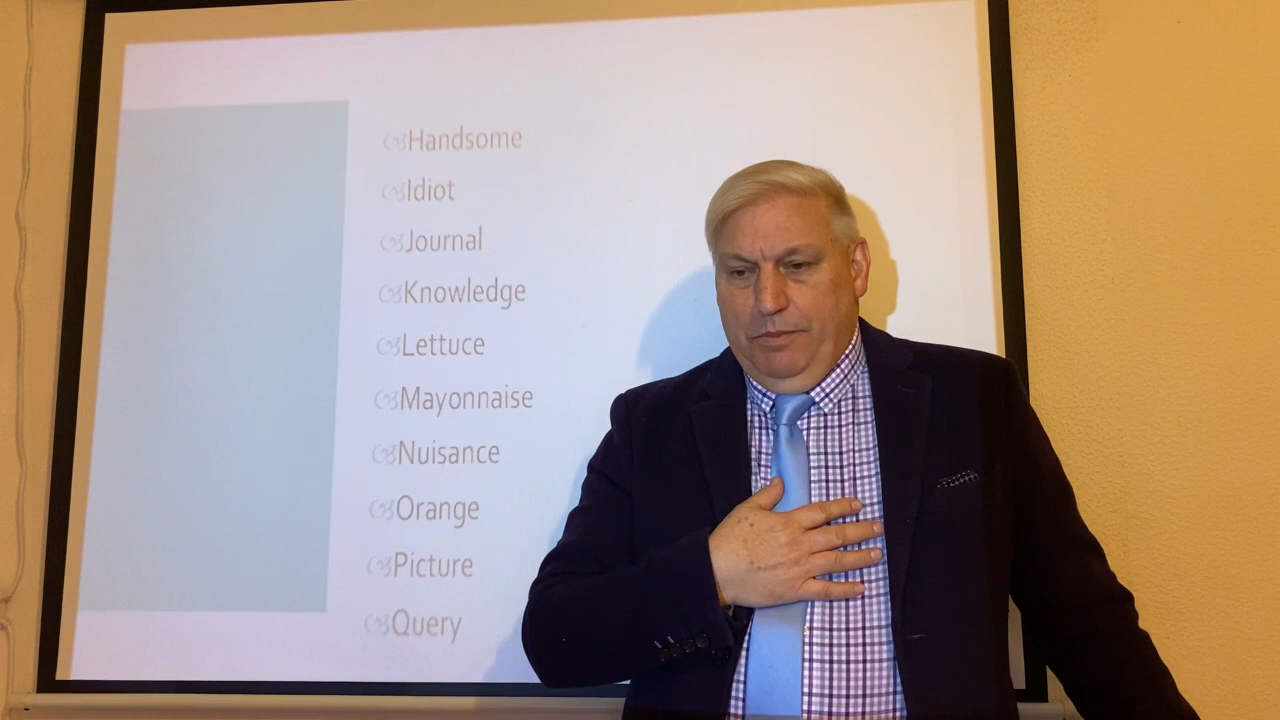 Handsome
Idiot
Journal
Knowledge
Lettuce
Mayonnaise
Nuisance
Orange
Picture
Query